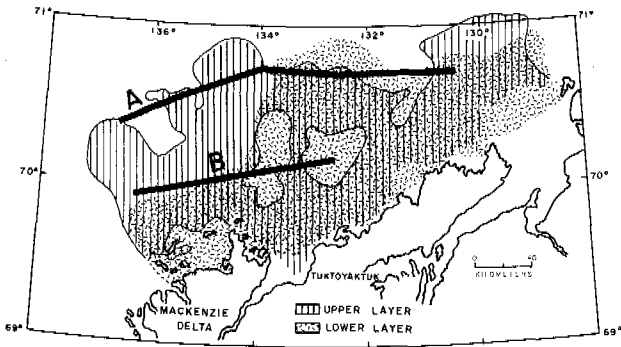 71° 136° 134° 132° 130° 71°
A
B
70° 70°
TUKTOYAKTUK
0 40
KILOMETERS
MACKENZIE
DELTA
UPPER LAYER
LOWER LAYER
69° 69°